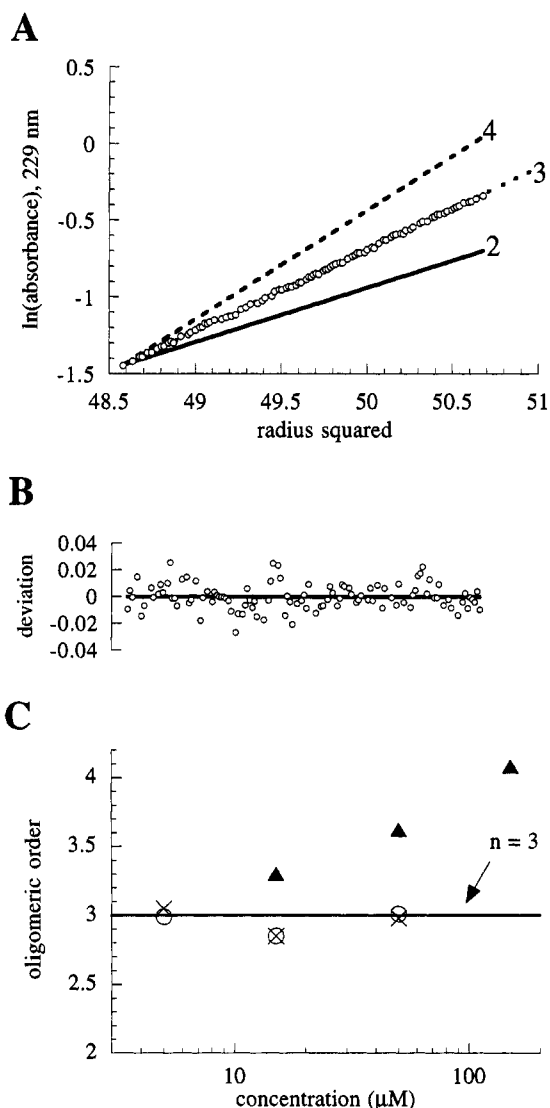 A
0.5
0
-0.5
-1
-1.5
ln(absorbance), 229 nm
4
3
2
48.5 49 49.5 50 50.5 51
radius squared
B
0.04
0.02
0
-0.02
-0.04
deviation
C
4
3.5
3
2.5
2
oligomeric order
n = 3
10 100
concentration (μM)